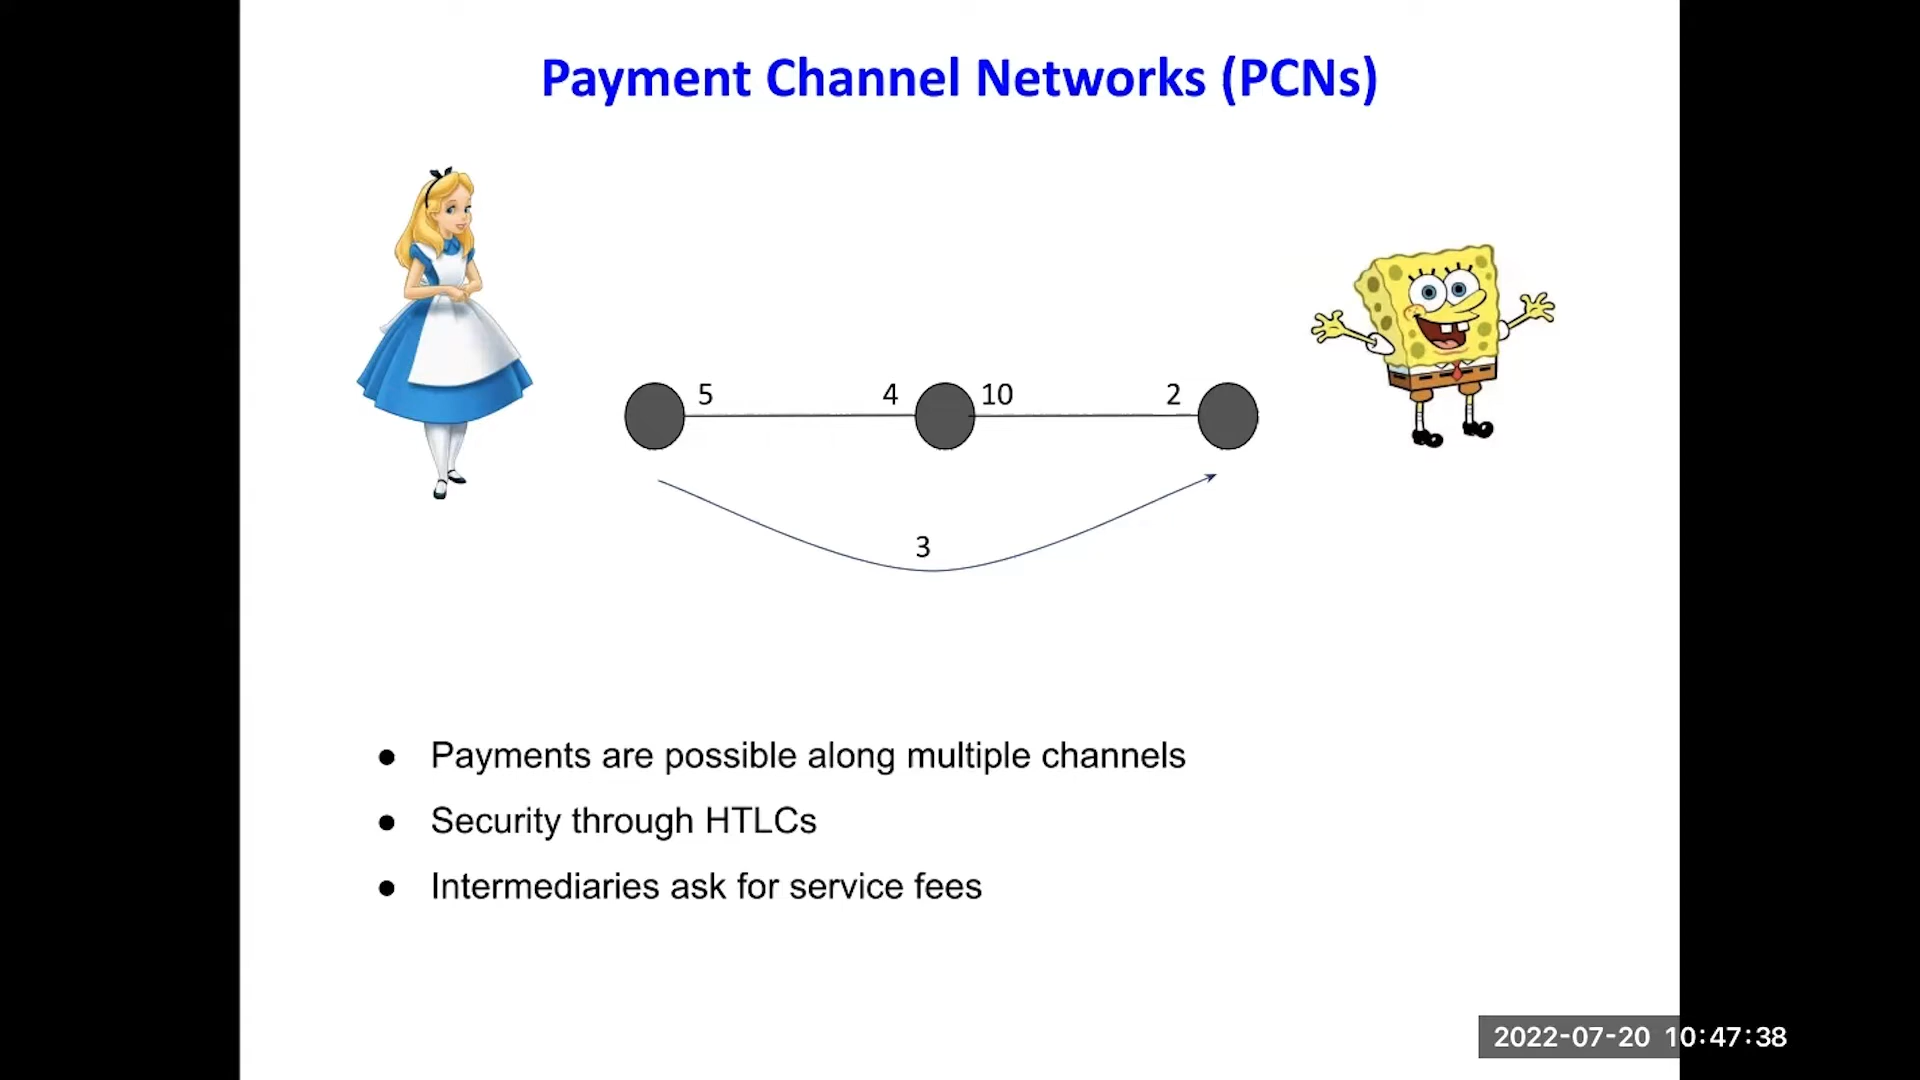 Payment Channel Networks (PCNs)
5 4 10 2
3
● Payments are possible along multiple channels
● Security through HTLCs
● Intermediaries ask for service fees
2022-07-20 10:47:38